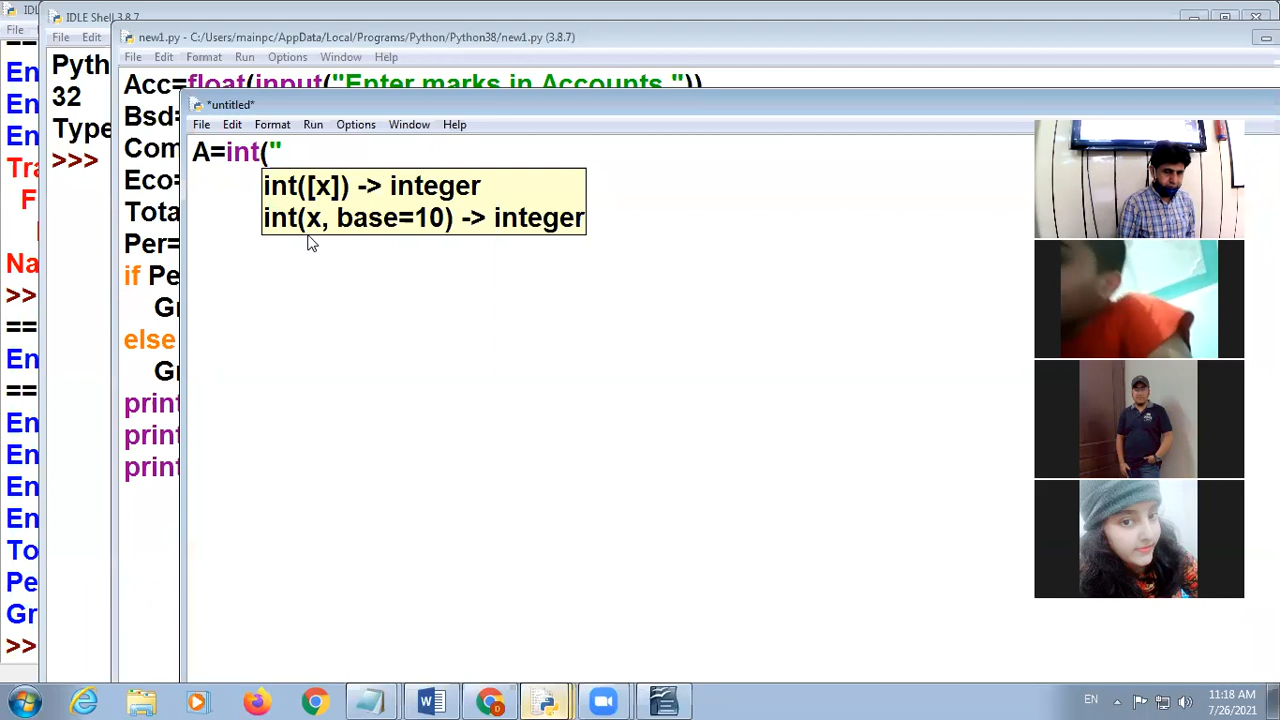 IDL
IDLE Shell 3.8.7
new1.py - C:/Users/mainpc/AppData/Local/Programs/Python/Python38/new1.py (3.8.7)
File
File Edit
File Edit Format Run Options Window Help
==
En
En
En
Tra
F
Na
>>
==
En
==
En
En
En
En
To
Pe
Gr
>>
Pyth
32
Type
>>>
Acc=float(input("Enter marks in Accounts "))
Bsd=
Com
Eco=
Tota
Per=
if Pe
Gr
else
Gr
print
print
print
*untitled*
File Edit Format Run Options Window Help
A=int("
int([x]) -> integer
int(x, base=10) -> integer
EN
11:18 AM
7/26/2021